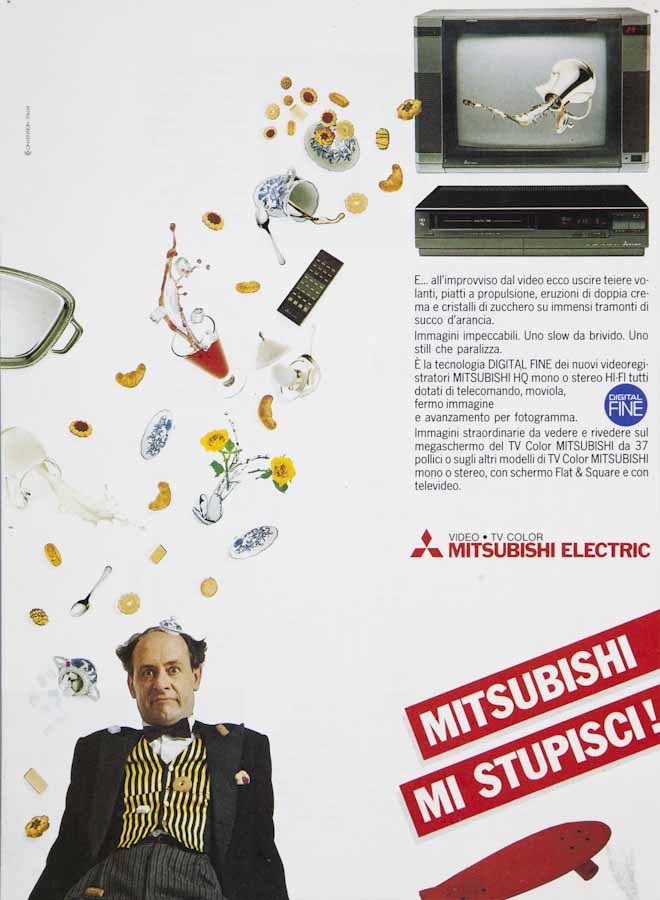 E... all'improvviso dal video ecco uscire teiere vo-
lanti, piatti a propulsione, eruzioni di doppia cre-
ma e cristalli di zucchero su immensi tramonti di
succo d'arancia.
Immagini impeccabili. Uno slow da brivido. Uno
still che paralizza.
È la tecnologia DIGITAL FINE dei nuovi videoregi-
stratori MITSUBISHI HQ mono o stereo HI-FI tutti
dotati di telecomando, moviola,
fermo immagine
e avanzamento per fotogramma.
DIGITAL
FINE
Immagini straordinarie da vedere e rivedere sul
megaschermo del TV Color MITSUBISHI da 37
pollici o sugli altri modelli di TV Color MITSUBISHI
mono o stereo, con schermo Flat & Square e con
televideo.
VIDEO • TV COLOR
MITSUBISHI ELECTRIC
MITSUBISHI
MI STUPISCI!